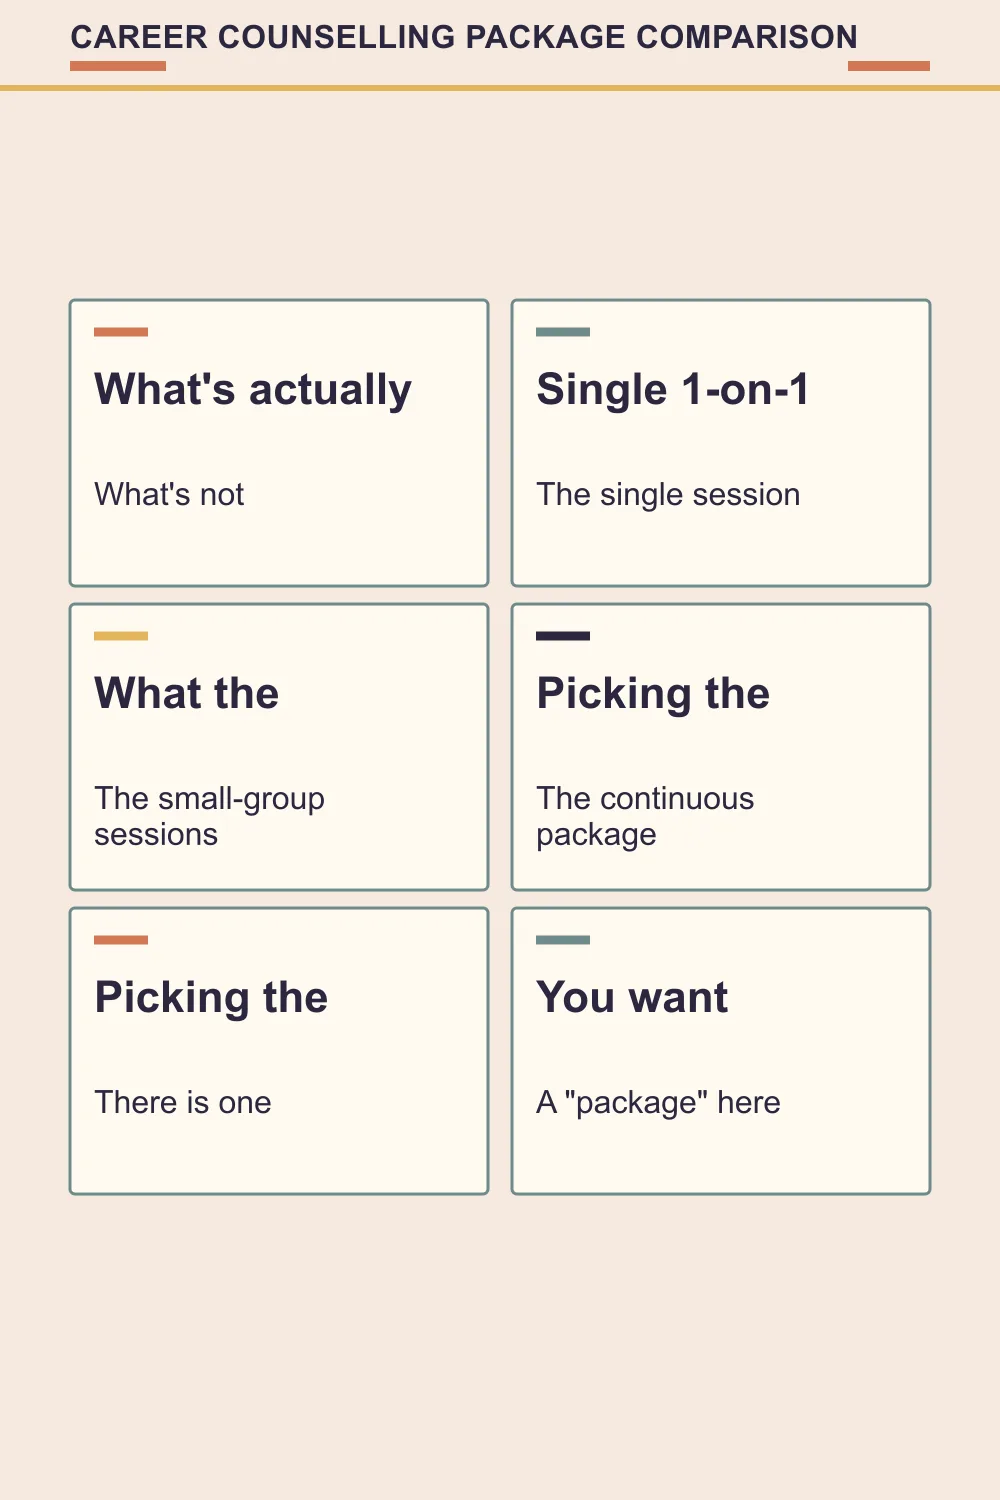 CAREER COUNSELLING PACKAGE COMPARISON
What's actually
What's not
Single 1-on-1
The single session
What the
The small-group
sessions
Picking the
The continuous
package
Picking the
There is one
You want
A "package" here